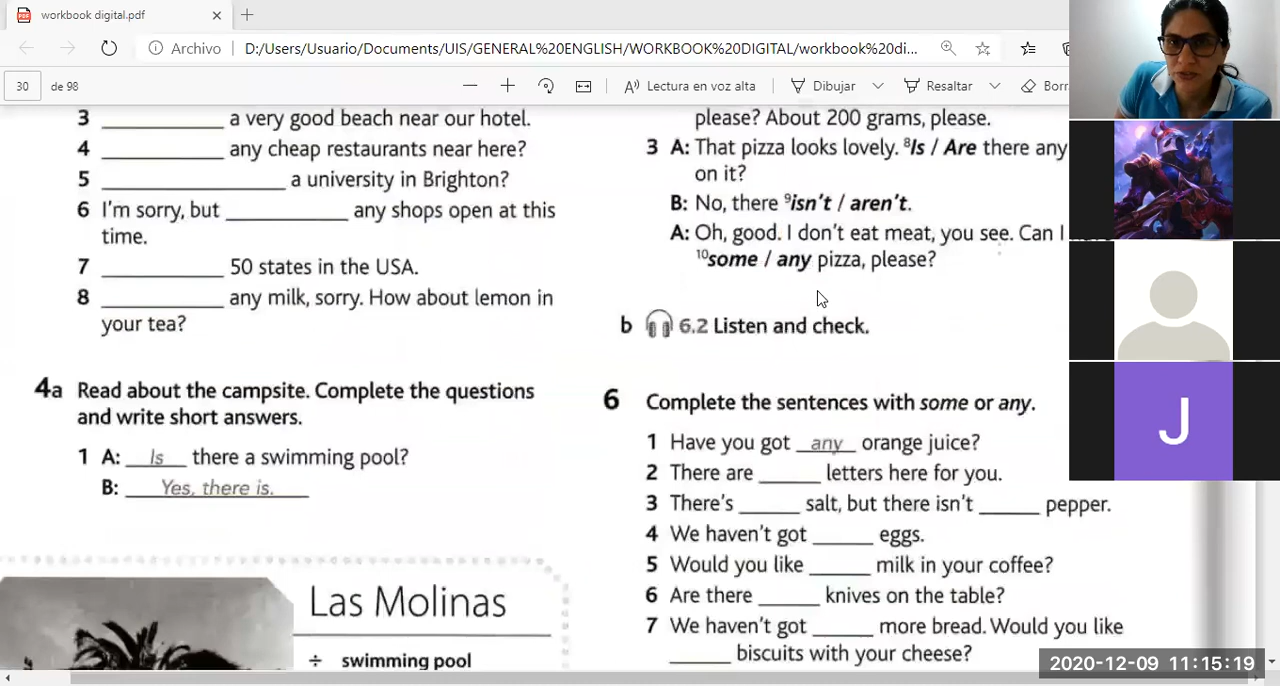 workbook digital.pdf
Archivo
D:/Users/Usuario/Documents/UIS/GENERAL%20ENGLISH/WORKBOOK%20DIGITAL/workbook%20di...
30 de 98
Lectura en voz alta
Dibujar
Resaltar
Borr
3 ____________ a very good beach near our hotel.
4 ____________ any cheap restaurants near here?
5 __________________ a university in Brighton?
6 I'm sorry, but ____________ any shops open at this
time.
7 ____________ 50 states in the USA.
8 ____________ any milk, sorry. How about lemon in
your tea?
4a Read about the campsite. Complete the questions
and write short answers.
1 A: Is there a swimming pool?
B: Yes, there is.
Las Molinas
÷ swimming pool
please? About 200 grams, please.
3 A: That pizza looks lovely. 8Is / Are there any
on it?
B: No, there 9isn't / aren't.
A: Oh, good. I don't eat meat, you see. Can I
10some / any pizza, please?
b 6.2 Listen and check.
6 Complete the sentences with some or any.
1 Have you got any orange juice?
2 There are ______ letters here for you.
3 There's ______ salt, but there isn't ______ pepper.
4 We haven't got ______ eggs.
5 Would you like ______ milk in your coffee?
6 Are there ______ knives on the table?
7 We haven't got ______ more bread. Would you like
______ biscuits with your cheese?
J
2020-12-09 11:15:19